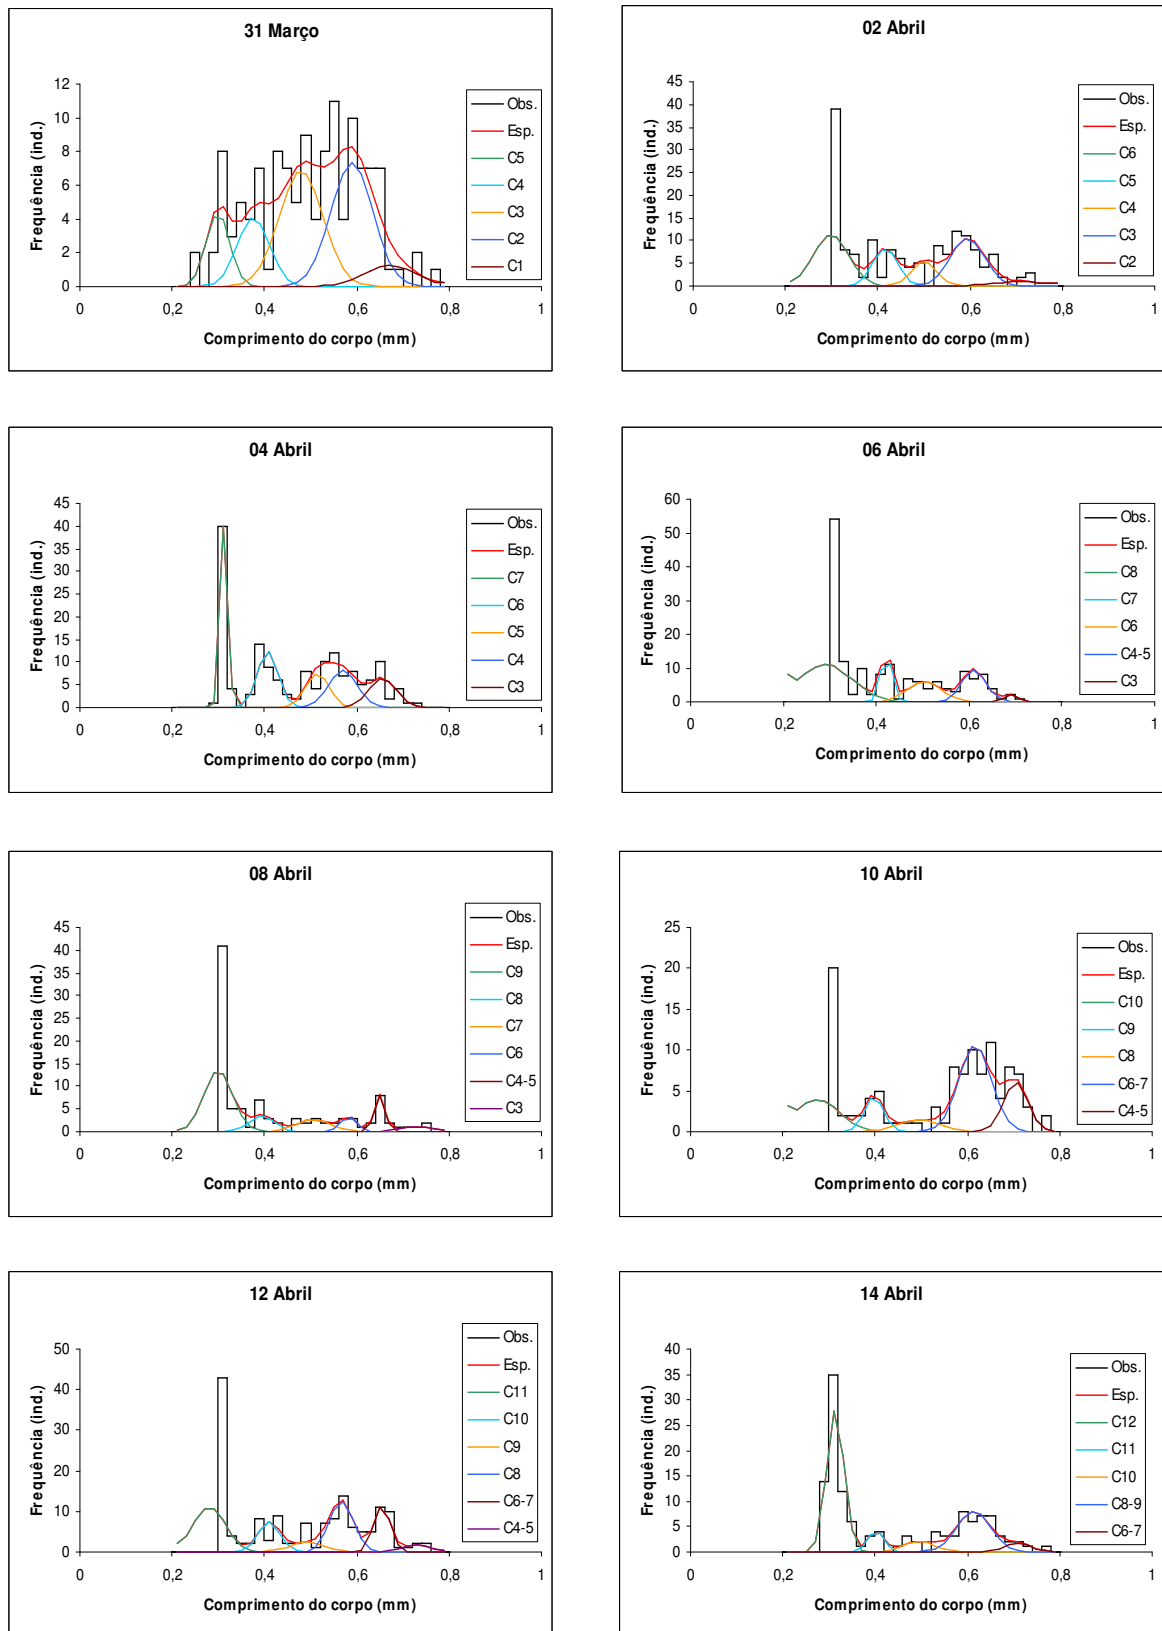 31 Março
12
10
8
6
4
2
0
0
0,2
0,4
0,6
0,8
1
Frequência (ind.)
Comprimento do corpo (mm)
Obs.
Esp.
C5
C4
C3
C2
C1
02 Abril
45
40
35
30
25
20
15
10
5
0
0
0,2
0,4
0,6
0,8
1
Frequência (ind.)
Comprimento do corpo (mm)
Obs.
Esp.
C6
C5
C4
C3
C2
04 Abril
45
40
35
30
25
20
15
10
5
0
0
0,2
0,4
0,6
0,8
1
Frequência (ind.)
Comprimento do corpo (mm)
Obs.
Esp.
C7
C6
C5
C4
C3
06 Abril
60
50
40
30
20
10
0
0
0,2
0,4
0,6
0,8
1
Frequência (ind.)
Comprimento do corpo (mm)
Obs.
Esp.
C8
C7
C6
C4-5
C3
08 Abril
45
40
35
30
25
20
15
10
5
0
0
0,2
0,4
0,6
0,8
1
Frequência (ind.)
Comprimento do corpo (mm)
Obs.
Esp.
C9
C8
C7
C6
C4-5
C3
10 Abril
25
20
15
10
5
0
0
0,2
0,4
0,6
0,8
1
Frequência (ind.)
Comprimento do corpo (mm)
Obs.
Esp.
C10
C9
C8
C6-7
C4-5
12 Abril
50
40
30
20
10
0
0
0,2
0,4
0,6
0,8
1
Frequência (ind.)
Comprimento do corpo (mm)
Obs.
Esp.
C11
C10
C9
C8
C6-7
C4-5
14 Abril
40
35
30
25
20
15
10
5
0
0
0,2
0,4
0,6
0,8
1
Frequência (ind.)
Comprimento do corpo (mm)
Obs.
Esp.
C12
C11
C10
C8-9
C6-7